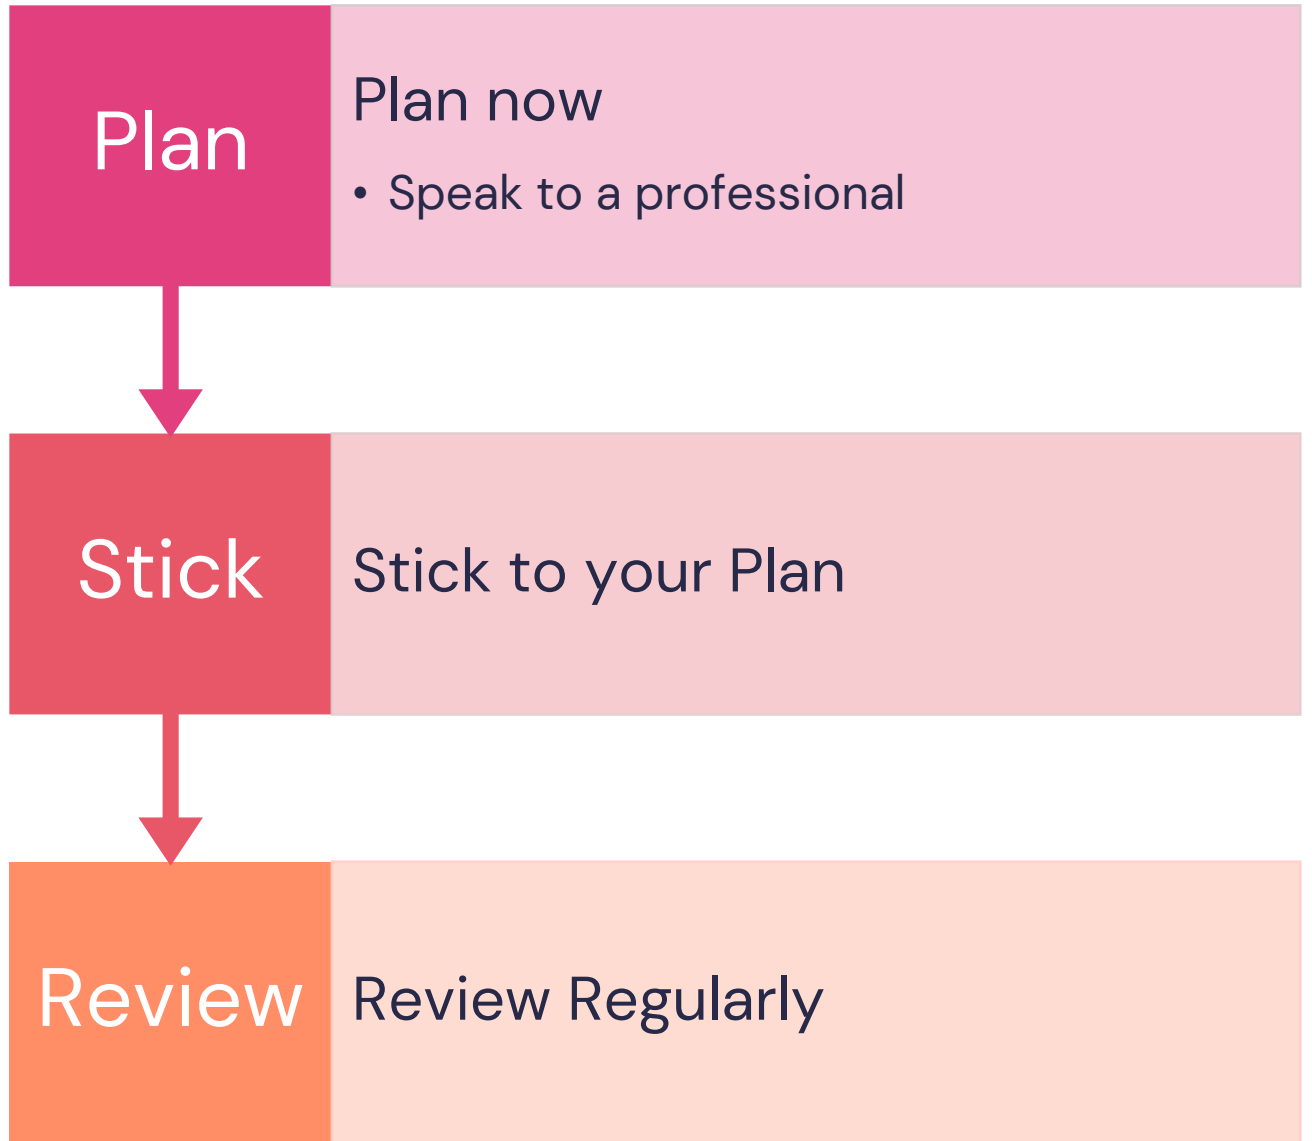 Plan
Plan now
• Speak to a professional
Stick
Stick to your Plan
Review
Review Regularly